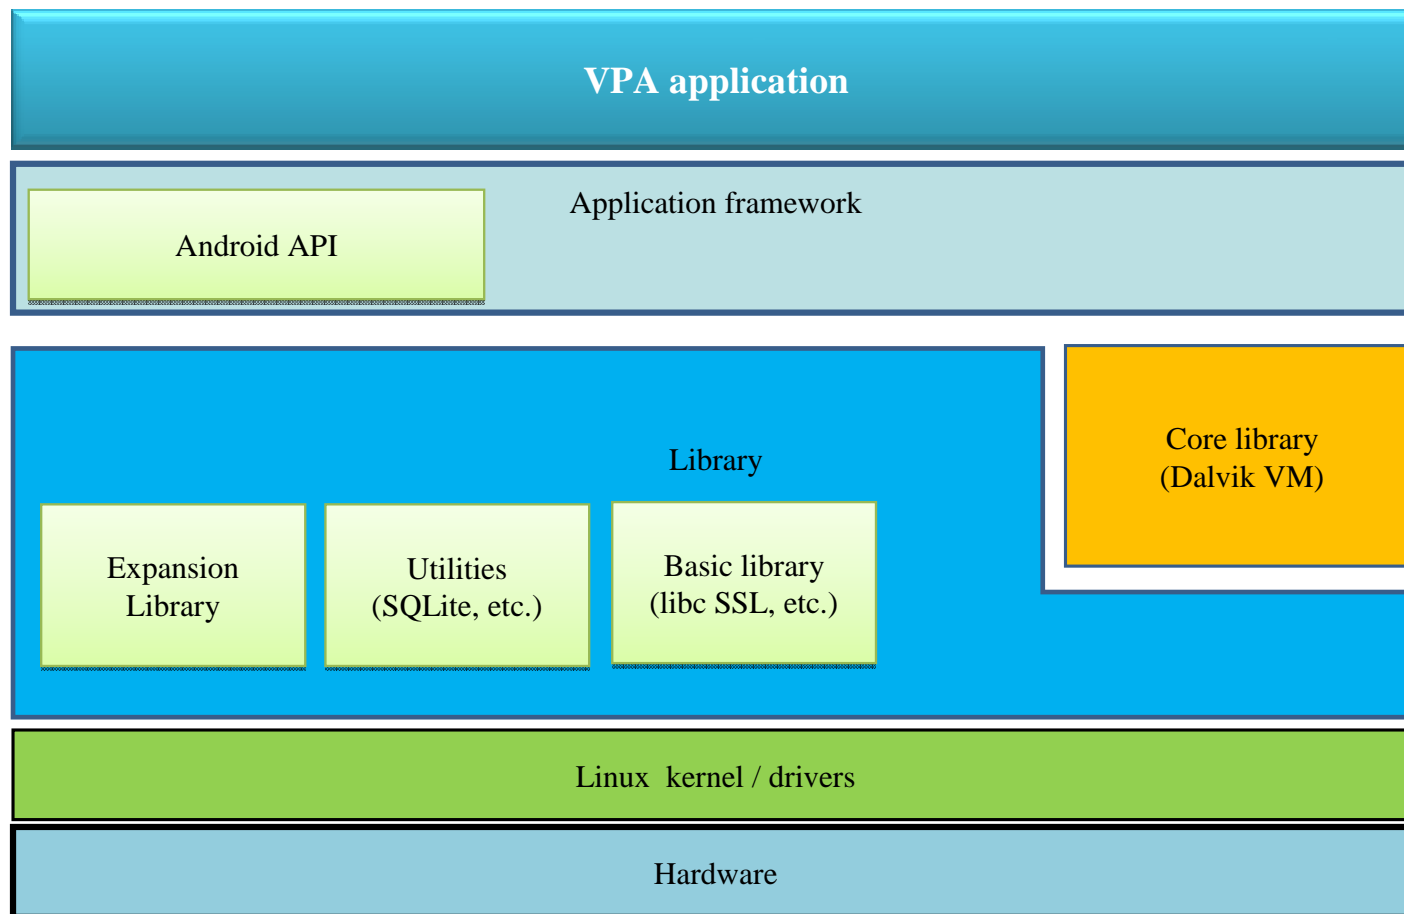 VPA application
Application framework
Android API
Library
Core library
(Dalvik VM)
Expansion
Library
Utilities
(SQLite, etc.)
Basic library
(libc SSL, etc.)
Linux  kernel / drivers
Hardware